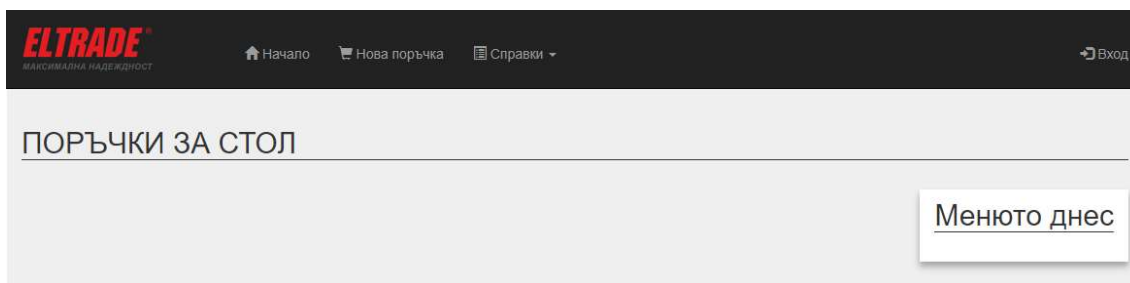 ELTRADE®
МАКСИМАЛНА НАДЕЖДНОСТ
Начало Нова поръчка Справки Вход
ПОРЪЧКИ ЗА СТОЛ
Менюто днес